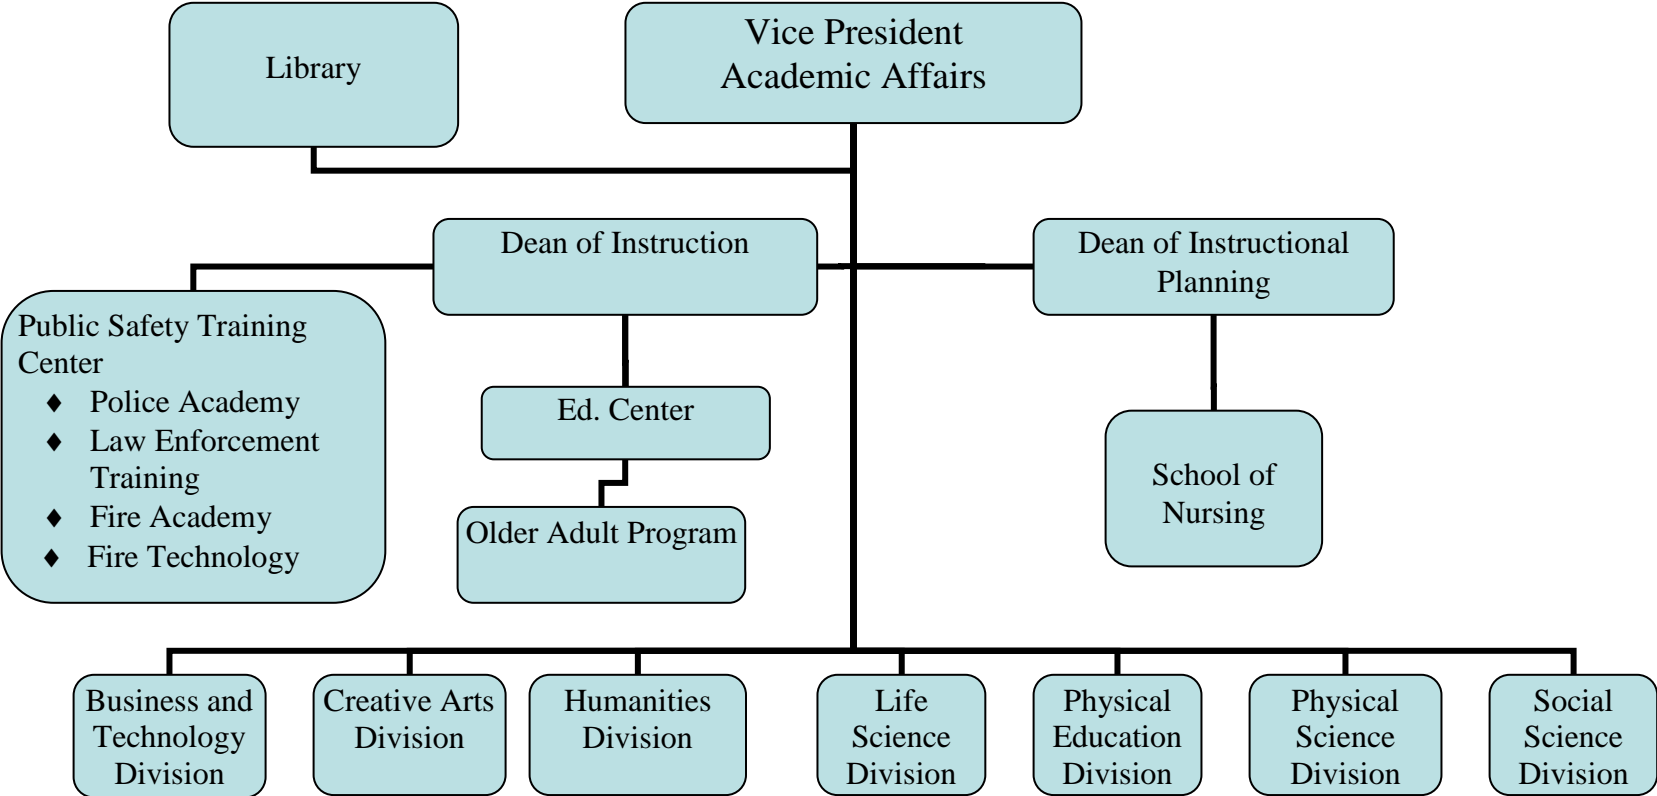 Library
Vice President
Academic Affairs
Dean of Instruction
Dean of Instructional
Planning
Public Safety Training
Center
♦ Police Academy
♦ Law Enforcement
Training
♦ Fire Academy
♦ Fire Technology
Ed. Center
Older Adult Program
School of
Nursing
Business and
Technology
Division
Creative Arts
Division
Humanities
Division
Life
Science
Division
Physical
Education
Division
Physical
Science
Division
Social
Science
Division